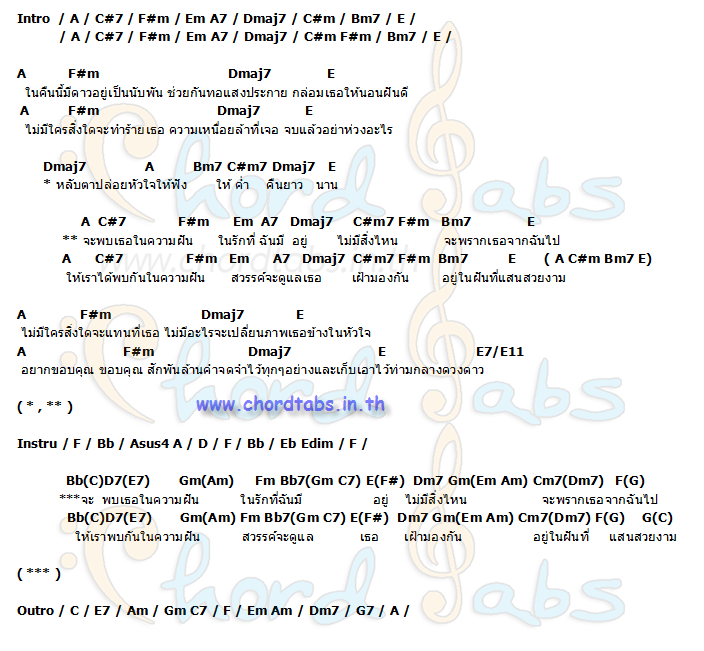 Intro / A / C#7 / F#m / Em A7 / Dmaj7 / C#m / Bm7 / E /
/ A / C#7 / F#m / Em A7 / Dmaj7 / C#m F#m / Bm7 / E /
A F#m Dmaj7 E
ในคืนนี้มีดาวอยู่เป็นนับพัน ช่วยกันทอแสงประกาย กล่อมเธอให้นอนฝันดี
A F#m Dmaj7 E
ไม่มีใครสิ่งใดจะทำร้ายเธอ ความเหนื่อยล้าที่เจอ จบแล้วอย่าห่วงอะไร
Dmaj7 A Bm7 C#m7 Dmaj7 E
* หลับตาปล่อยหัวใจให้ฟัง ให้ ค่ำ คืนยาว นาน
A C#7 F#m Em A7 Dmaj7 C#m7 F#m Bm7 E
** จะพบเธอในความฝัน ในรักที่ ฉันมี อยู่ ไม่มีสิ่งไหน จะพรากเธอจากฉันไป
A C#7 F#m Em A7 Dmaj7 C#m7 F#m Bm7 E ( A C#m Bm7 E)
ให้เราได้พบกันในความฝัน สวรรค์จะดูแลเธอ เฝ้ามองกัน อยู่ในฝันที่แสนสวยงาม
A F#m Dmaj7 E
ไม่มีใครสิ่งใดจะแทนที่เธอ ไม่มีอะไรจะเปลี่ยนภาพเธอข้างในหัวใจ
A F#m Dmaj7 E E7/E11
อยากขอบคุณ ขอบคุณ สักพันล้านคำจดจำไว้ทุกๆอย่างและเก็บเอาไว้ท่ามกลางดวงดาว
( * , ** )
www.chordtabs.in.th
Instru / F / Bb / Asus4 A / D / F / Bb / Eb Edim / F /
Bb(C)D7(E7) Gm(Am) Fm Bb7(Gm C7) E(F#) Dm7 Gm(Em Am) Cm7(Dm7) F(G)
***จะ พบเธอในความฝัน ในรักที่ฉันมี อยู่ ไม่มีสิ่งไหน จะพรากเธอจากฉันไป
Bb(C)D7(E7) Gm(Am) Fm Bb7(Gm C7) E(F#) Dm7 Gm(Em Am) Cm7(Dm7) F(G) G(C)
ให้เราพบกันในความฝัน สวรรค์จะดูแล เธอ เฝ้ามองกัน อยู่ในฝันที่ แสนสวยงาม
( *** )
Outro / C / E7 / Am / Gm C7 / F / Em Am / Dm7 / G7 / A /